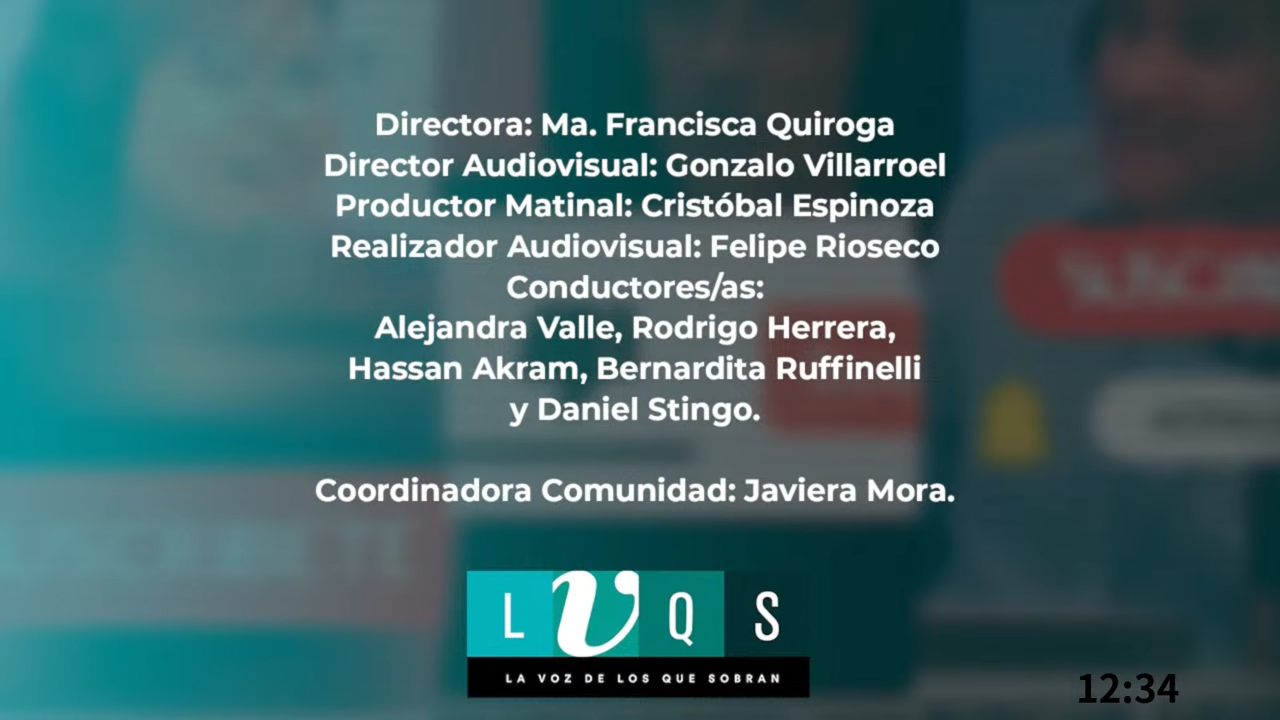 Directora: Ma. Francisca Quiroga
Director Audiovisual: Gonzalo Villarroel
Productor Matinal: Cristóbal Espinoza
Realizador Audiovisual: Felipe Rioseco
Conductores/as:
Alejandra Valle, Rodrigo Herrera,
Hassan Akram, Bernardita Ruffinelli
y Daniel Stingo.
Coordinadora Comunidad: Javiera Mora.
L V Q S
LA VOZ DE LOS QUE SOBRAN
12:34